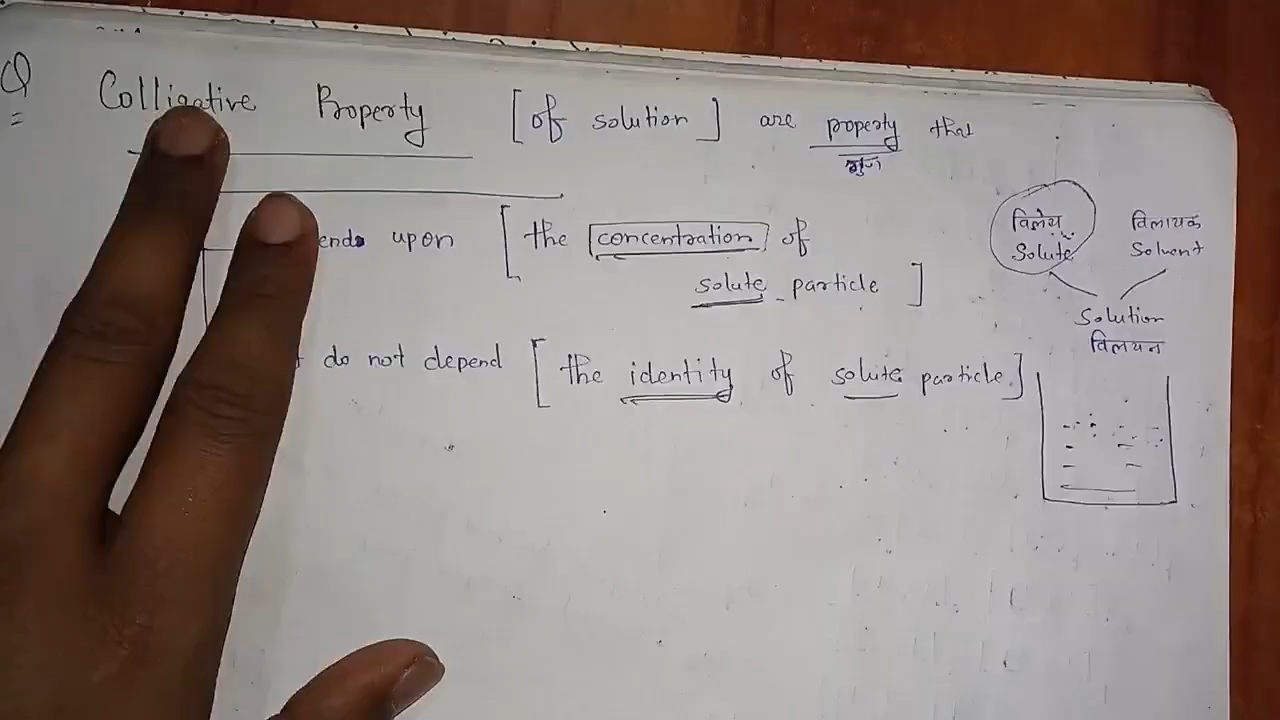 Q Colligative Property [of solution] are property that
गुण
ends upon [the concentration of
solute particle]
do not depend [the identity of solute particle.]
विलेय विलायक
Solute Solvent
Solution
विलयन